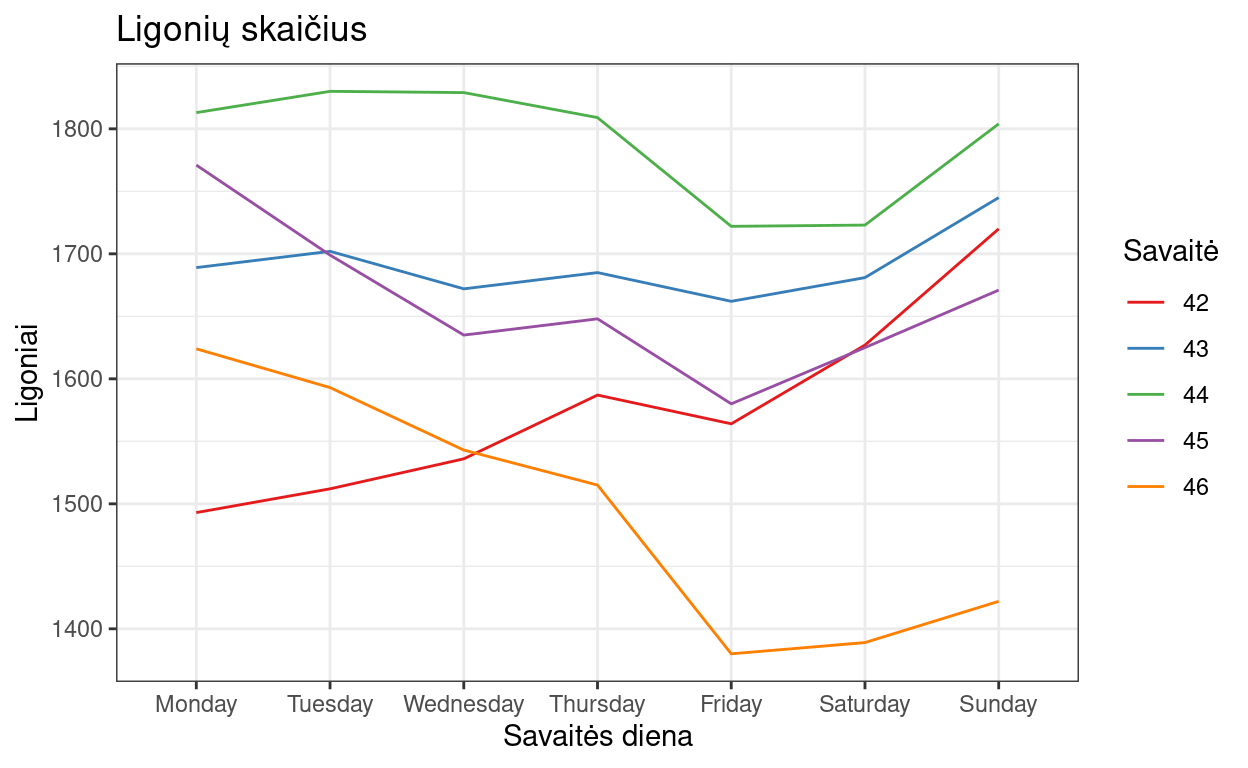 Ligonių skaičius
Ligoniai
1800
1700
1600
1500
1400
Monday Tuesday Wednesday Thursday Friday Saturday Sunday
Savaitės diena
Savaitė
42
43
44
45
46